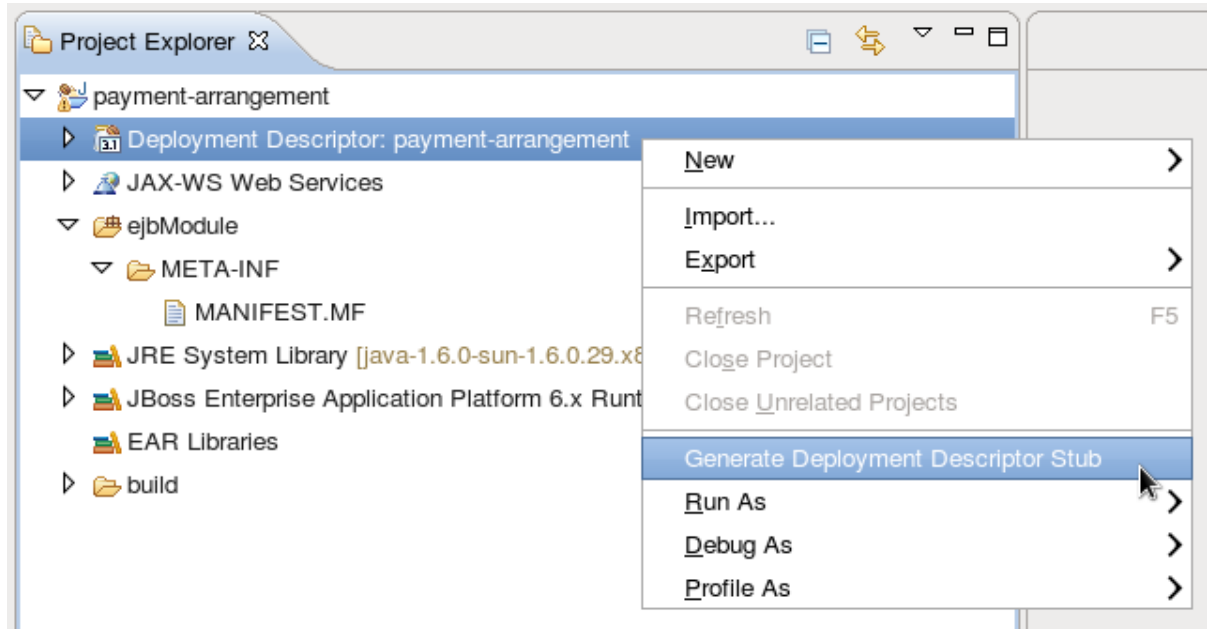 Project Explorer
payment-arrangement
Deployment Descriptor: payment-arrangement
JAX-WS Web Services
ejbModule
META-INF
MANIFEST.MF
JRE System Library [java-1.6.0-sun-1.6.0.29.x8
JBoss Enterprise Application Platform 6.x Runt
EAR Libraries
build
New
Import...
Export
Refresh F5
Close Project
Close Unrelated Projects
Generate Deployment Descriptor Stub
Run As
Debug As
Profile As